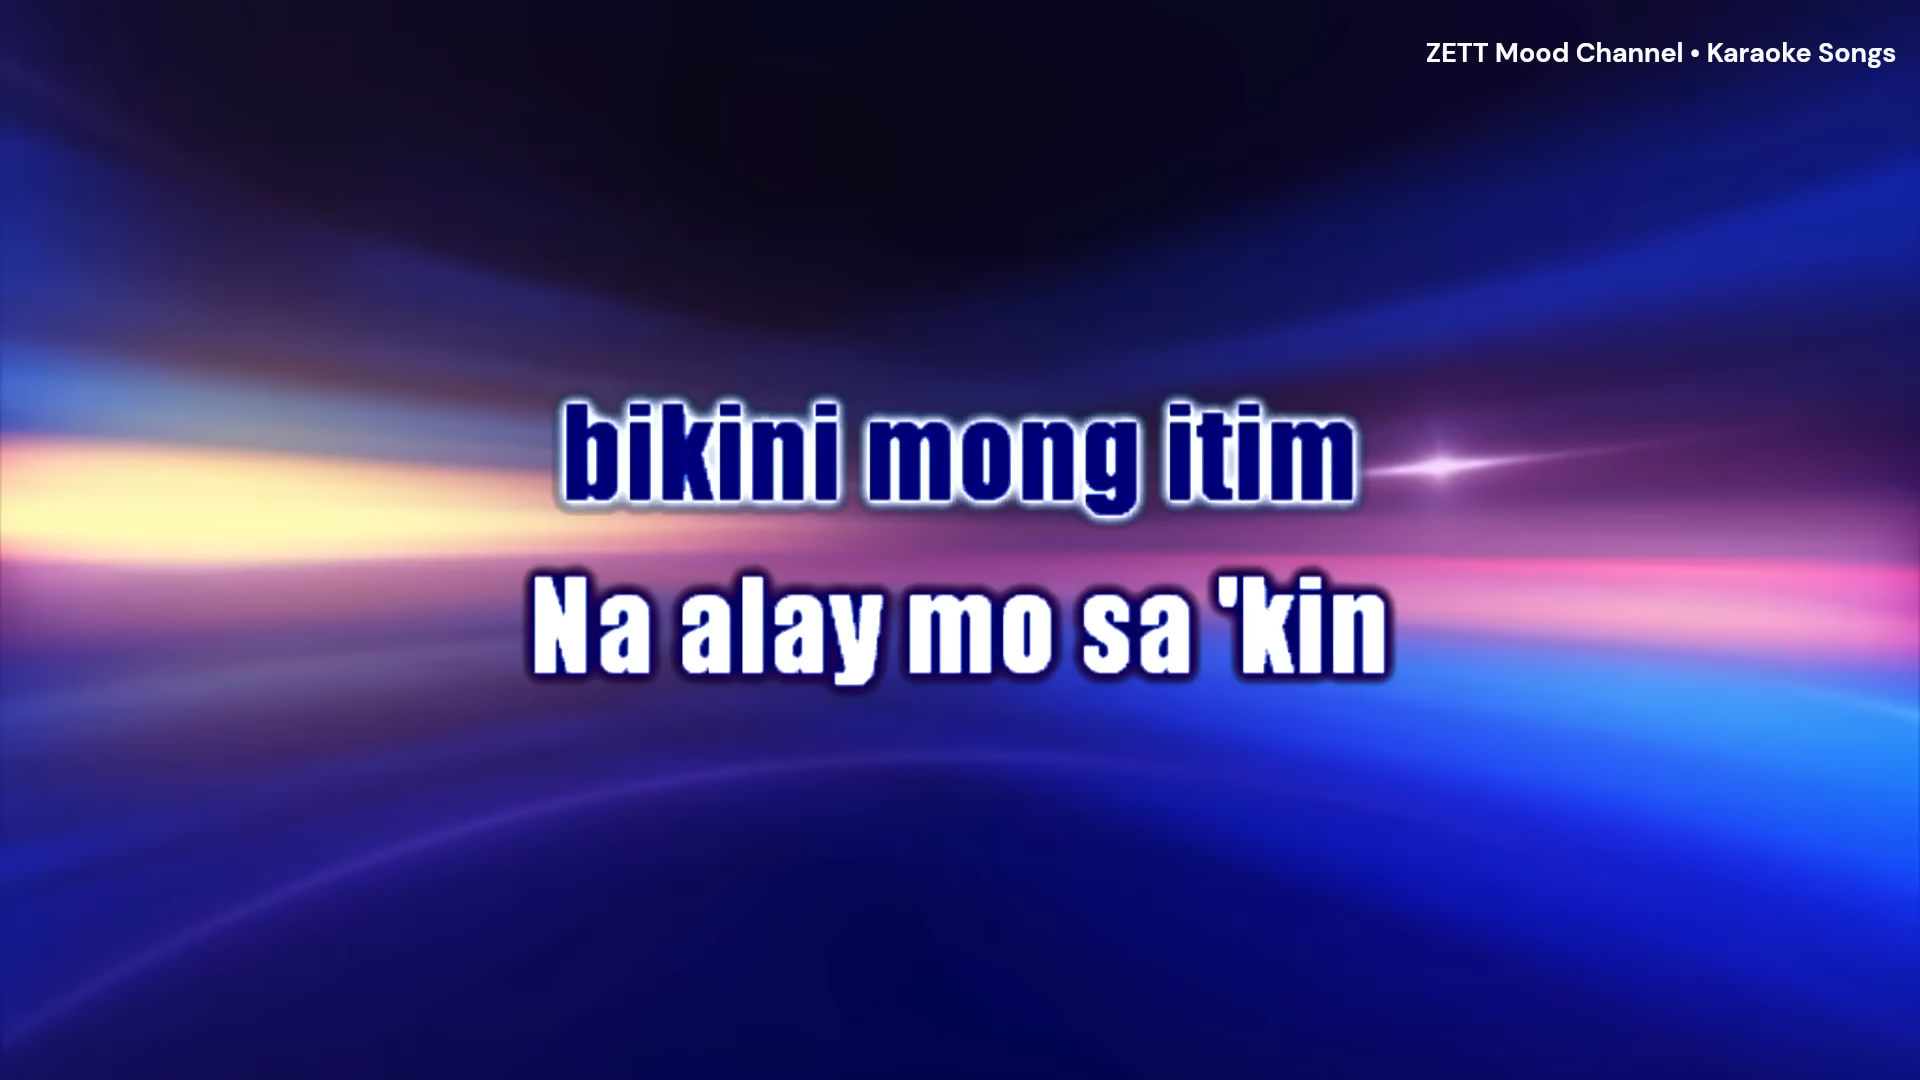 ZETT Mood Channel • Karaoke Songs
bikini mong itim
Na alay mo sa 'kin